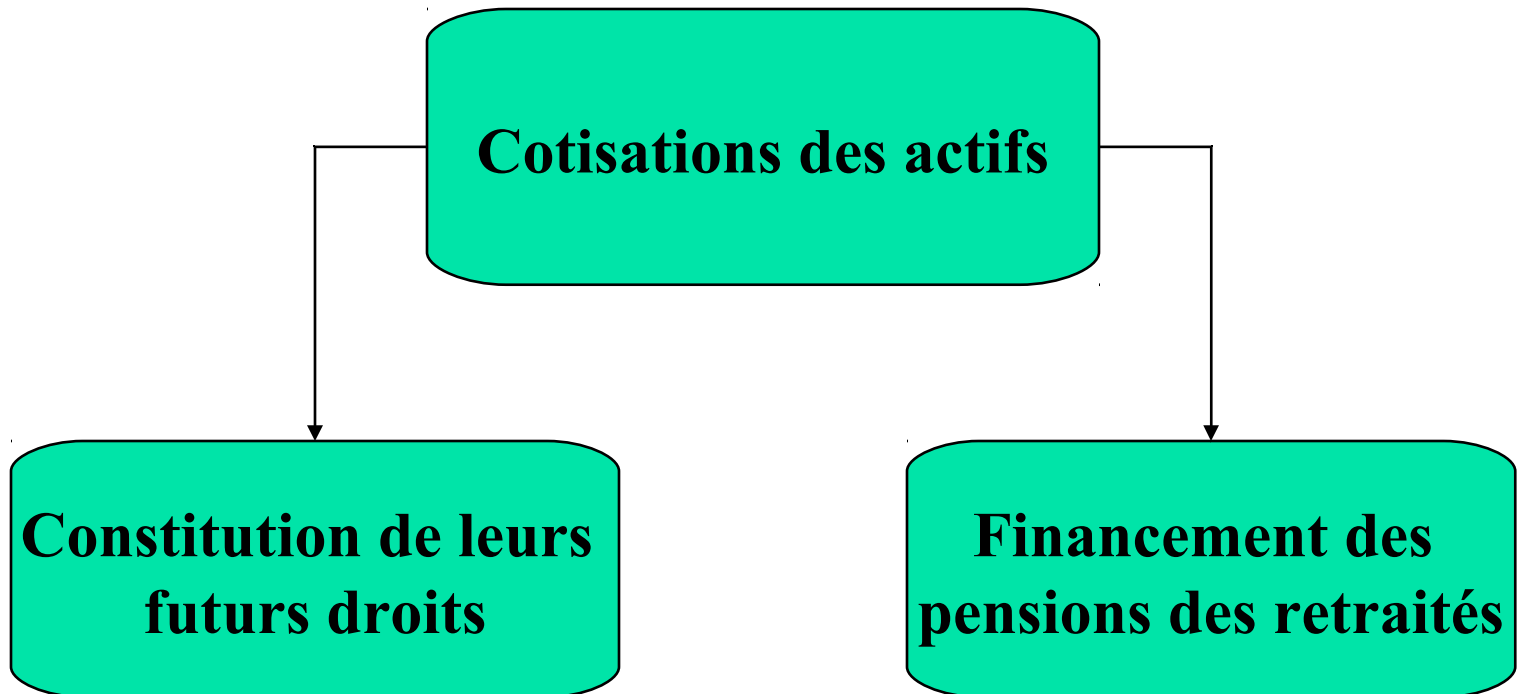 Cotisations des actifs
Constitution de leurs
futurs droits
Financement des
pensions des retraités